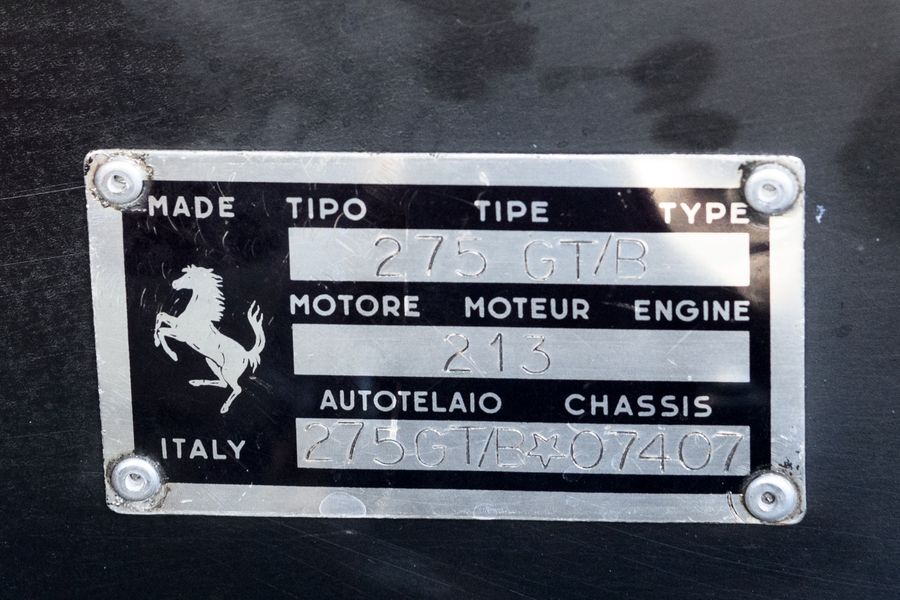 MADE TIPO TIPE TYPE
275 GT/B
MOTORE MOTEUR ENGINE
213
AUTOTELAIO CHASSIS
ITALY 275GT/B☆07407